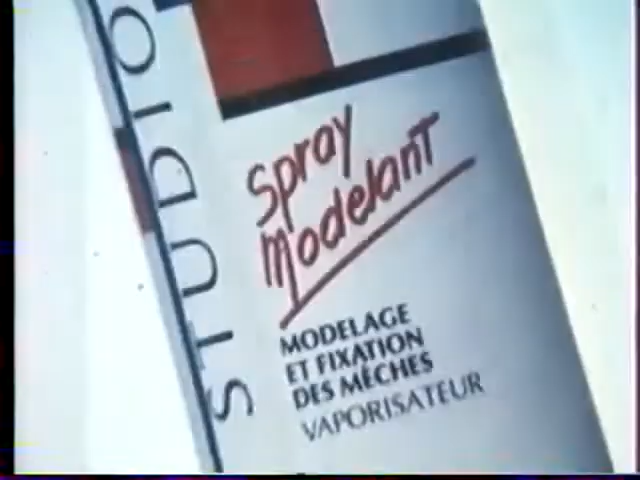 STUDIO
Spray
Modelant
MODELAGE
ET FIXATION
DES MÈCHES
VAPORISATEUR